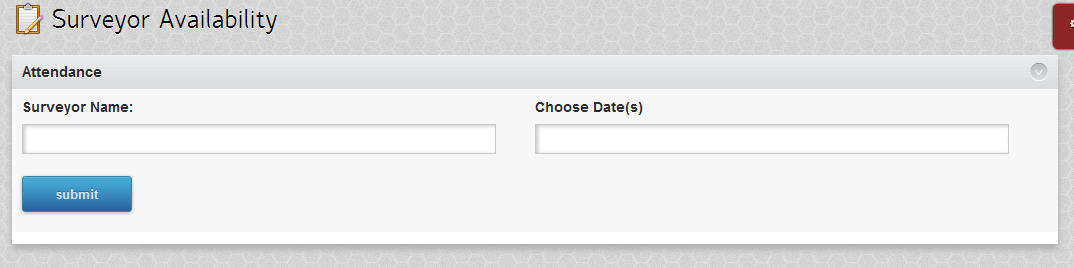 Surveyor Availability
Attendance
Surveyor Name:
Choose Date(s)
submit